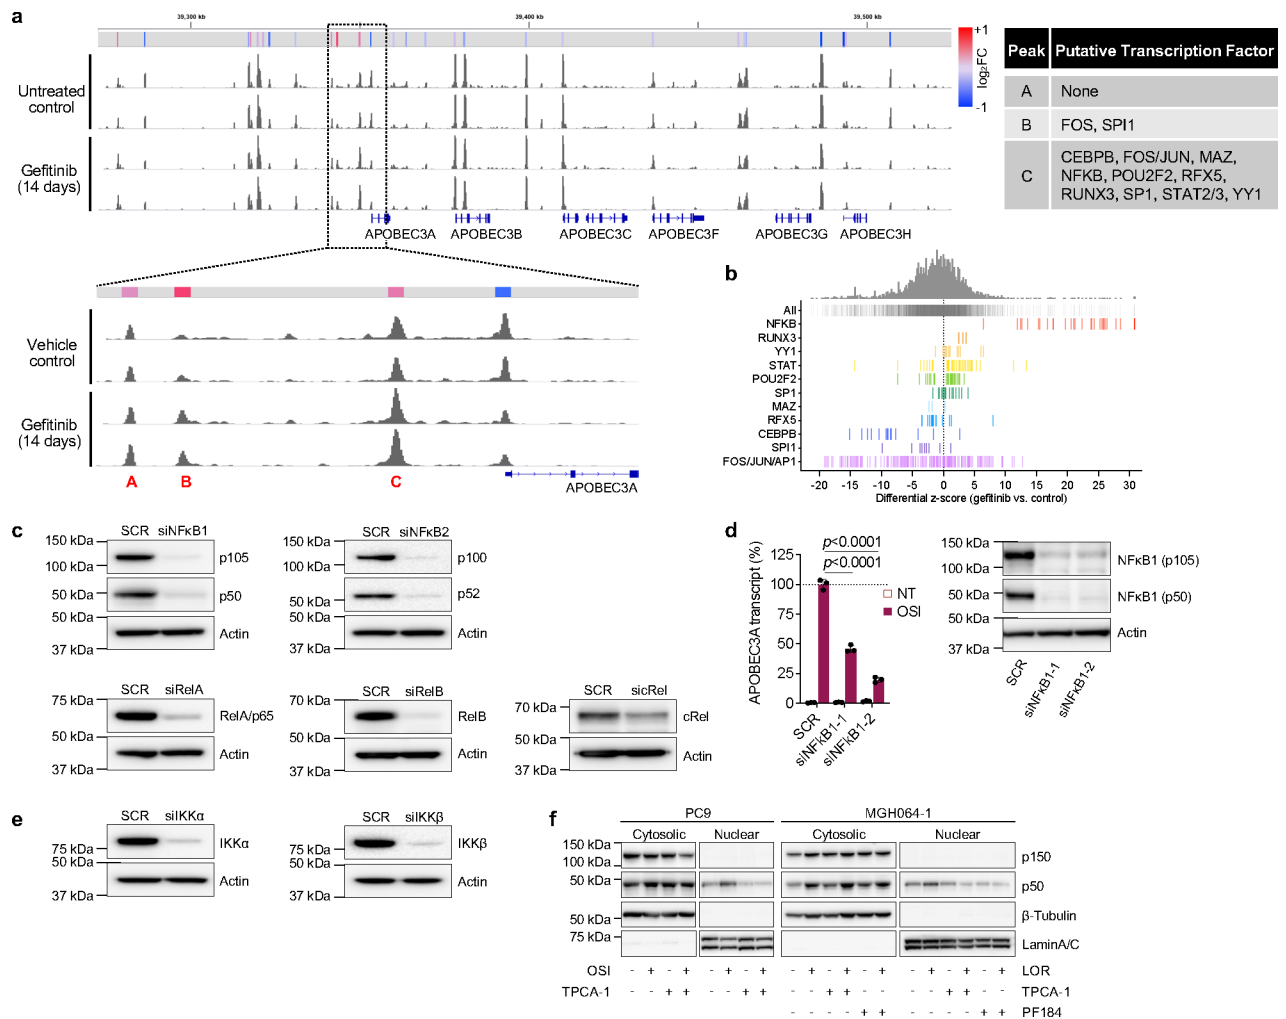 a
39,300 kb
39,400 kb
39,500 kb
+1
log₂FC
-1
Untreated
control
Gefitinib
(14 days)
APOBEC3A
APOBEC3B
APOBEC3C
APOBEC3F
APOBEC3G
APOBEC3H
Peak Putative Transcription Factor
A None
B FOS, SPI1
C CEBPB, FOS/JUN, MAZ,
NFKB, POU2F2, RFX5,
RUNX3, SP1, STAT2/3, YY1
Vehicle
control
Gefitinib
(14 days)
A
B
C
APOBEC3A
b
All
NFKB
RUNX3
YY1
STAT
POU2F2
SP1
MAZ
RFX5
CEBPB
SPI1
FOS/JUN/AP1
-20 -15 -10 -5 0 5 10 15 20 25 30
Differential z-score (gefitinib vs. control)
c
SCR siNFκB1
150 kDa
100 kDa
50 kDa
50 kDa
37 kDa
p105
p50
Actin
SCR siNFκB2
150 kDa
100 kDa
50 kDa
50 kDa
37 kDa
p100
p52
Actin
SCR siRelA
75 kDa
50 kDa
50 kDa
37 kDa
RelA/p65
Actin
SCR siRelB
75 kDa
50 kDa
50 kDa
37 kDa
RelB
Actin
SCR sicRel
70 kDa
50 kDa
37 kDa
cRel
Actin
d
APOBEC3A transcript (%)
125
100
75
50
25
0
p<0.0001
p<0.0001
NT
OSI
SCR
siNFκB1-1
siNFκB1-2
150 kDa
100 kDa
50 kDa
50 kDa
37 kDa
NFκB1 (p105)
NFκB1 (p50)
Actin
SCR
siNFκB1-1
siNFκB1-2
e
SCR siIKKα
75 kDa
50 kDa
37 kDa
IKKα
Actin
SCR siIKKβ
75 kDa
50 kDa
37 kDa
IKKβ
Actin
f
PC9 MGH064-1
Cytosolic Nuclear Cytosolic Nuclear
150 kDa
100 kDa
50 kDa
50 kDa
75 kDa
p150
p50
β-Tubulin
LaminA/C
OSI - + - + - + - + - + - + - + - + - + - + LOR
TPCA-1 - - + + - - + + - - + + - - + + TPCA-1
+ + + + PF184